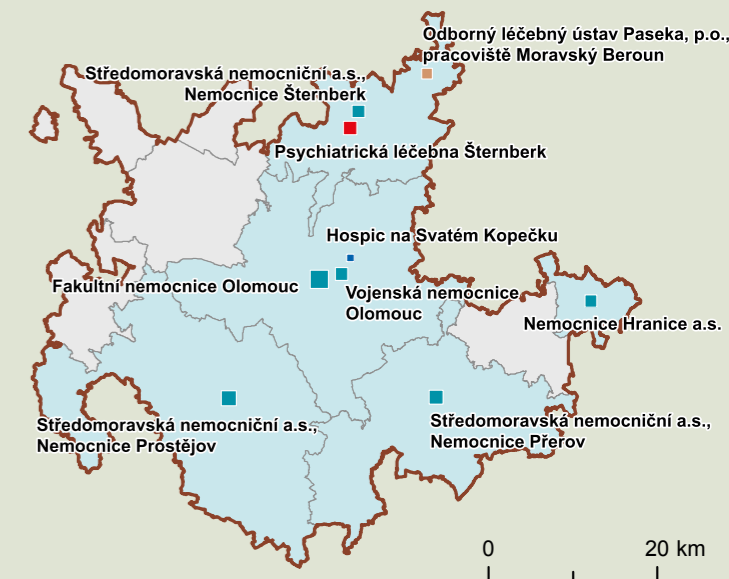 Odborný léčebný ústav Paseka, p.o.,
pracoviště Moravský Beroun
Středomoravská nemocniční a.s.,
Nemocnice Šternberk
Psychiatrická léčebna Šternberk
Hospic na Svatém Kopečku
Fakultní nemocnice Olomouc
Vojenská nemocnice
Olomouc
Nemocnice Hranice a.s.
Středomoravská nemocniční a.s.,
Nemocnice Prostějov
Středomoravská nemocniční a.s.,
Nemocnice Přerov
0 20 km